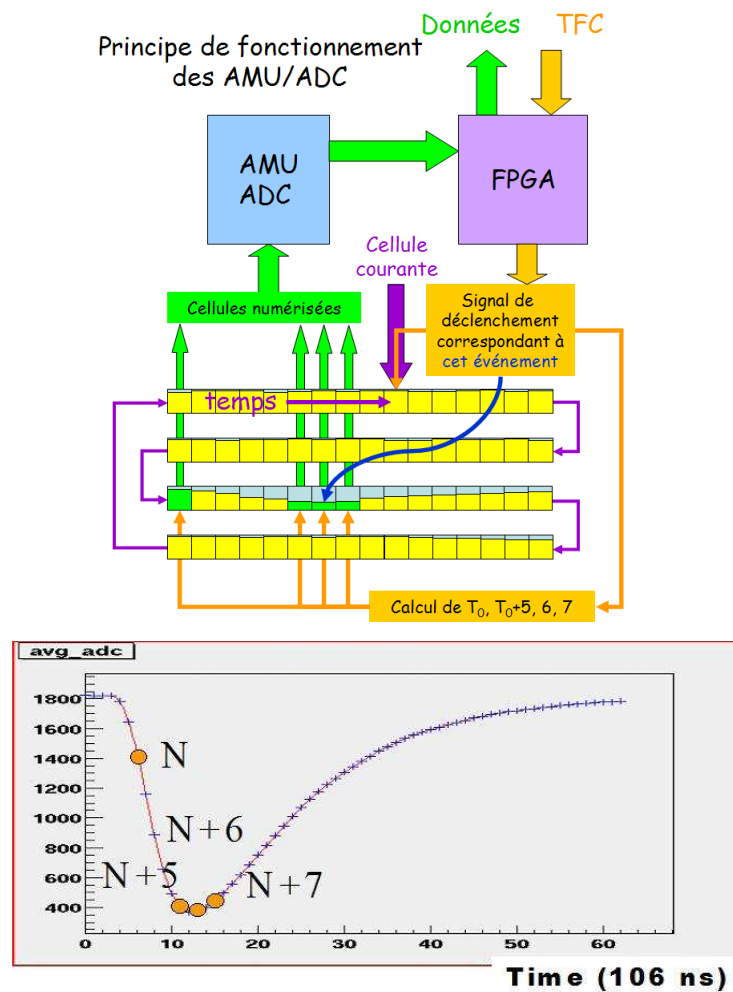 Données
TFC
Principe de fonctionnement
des AMU/ADC
AMU
ADC
FPGA
Cellule
courante
Cellules numérisées
Signal de
déclenchement
correspondant à
cet événement
temps
Calcul de T₀, T₀+5, 6, 7
avg_adc
1800
1600
1400
1200
1000
800
600
400
N
N+6
N+5
N+7
0
10
20
30
40
50
60
Time (106 ns)